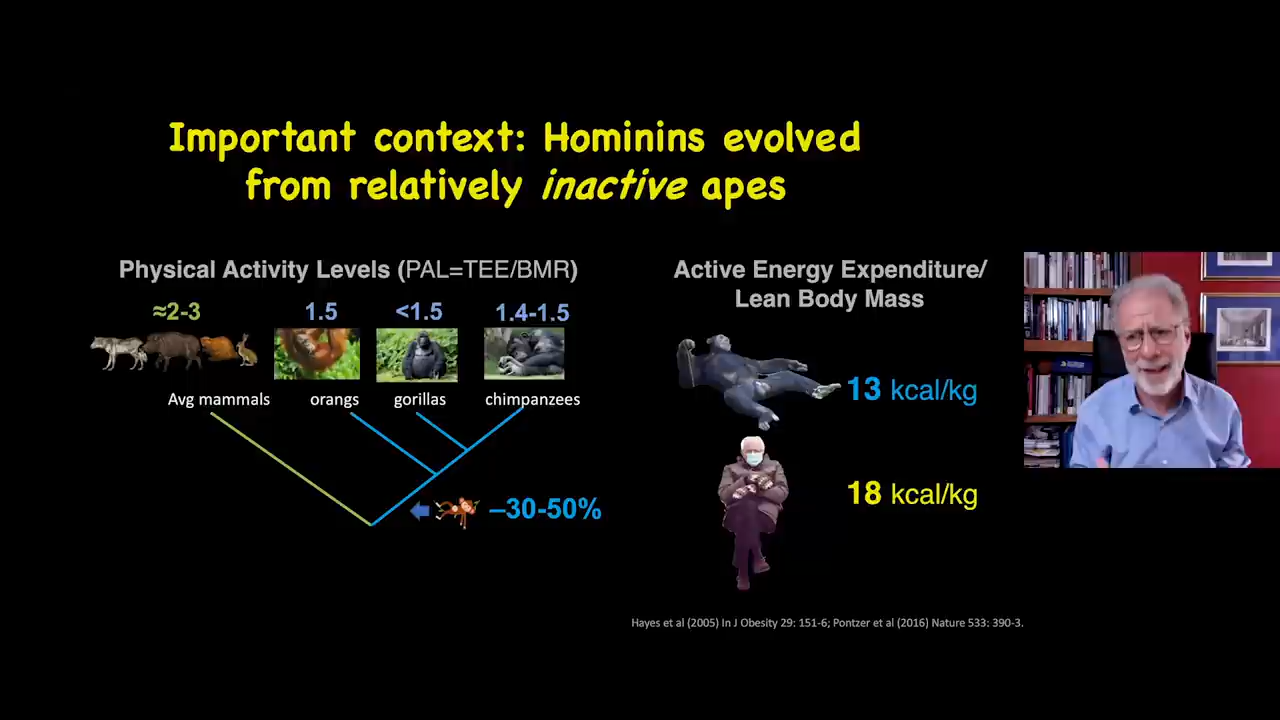 Important context: Hominins evolved
from relatively inactive apes
Physical Activity Levels (PAL=TEE/BMR)
≈2-3
1.5
<1.5
1.4-1.5
Avg mammals
orangs
gorillas
chimpanzees
–30-50%
Active Energy Expenditure/
Lean Body Mass
13 kcal/kg
18 kcal/kg
Hayes et al (2005) In J Obesity 29: 151-6; Pontzer et al (2016) Nature 533: 390-3.